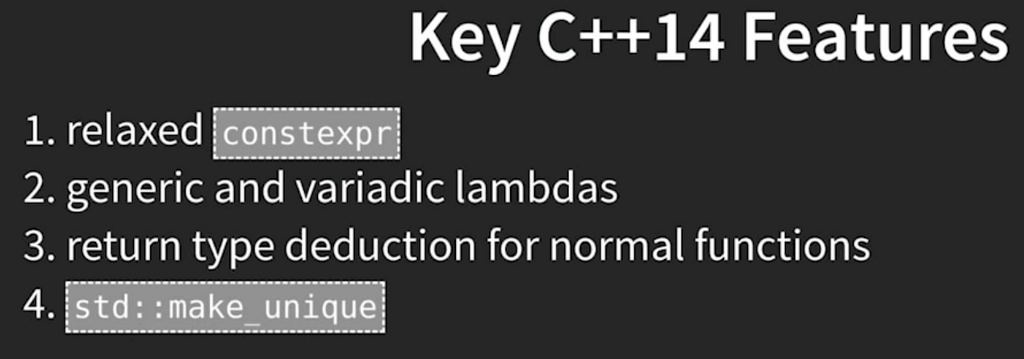 Key C++14 Features
1. relaxed constexpr
2. generic and variadic lambdas
3. return type deduction for normal functions
4. std::make_unique